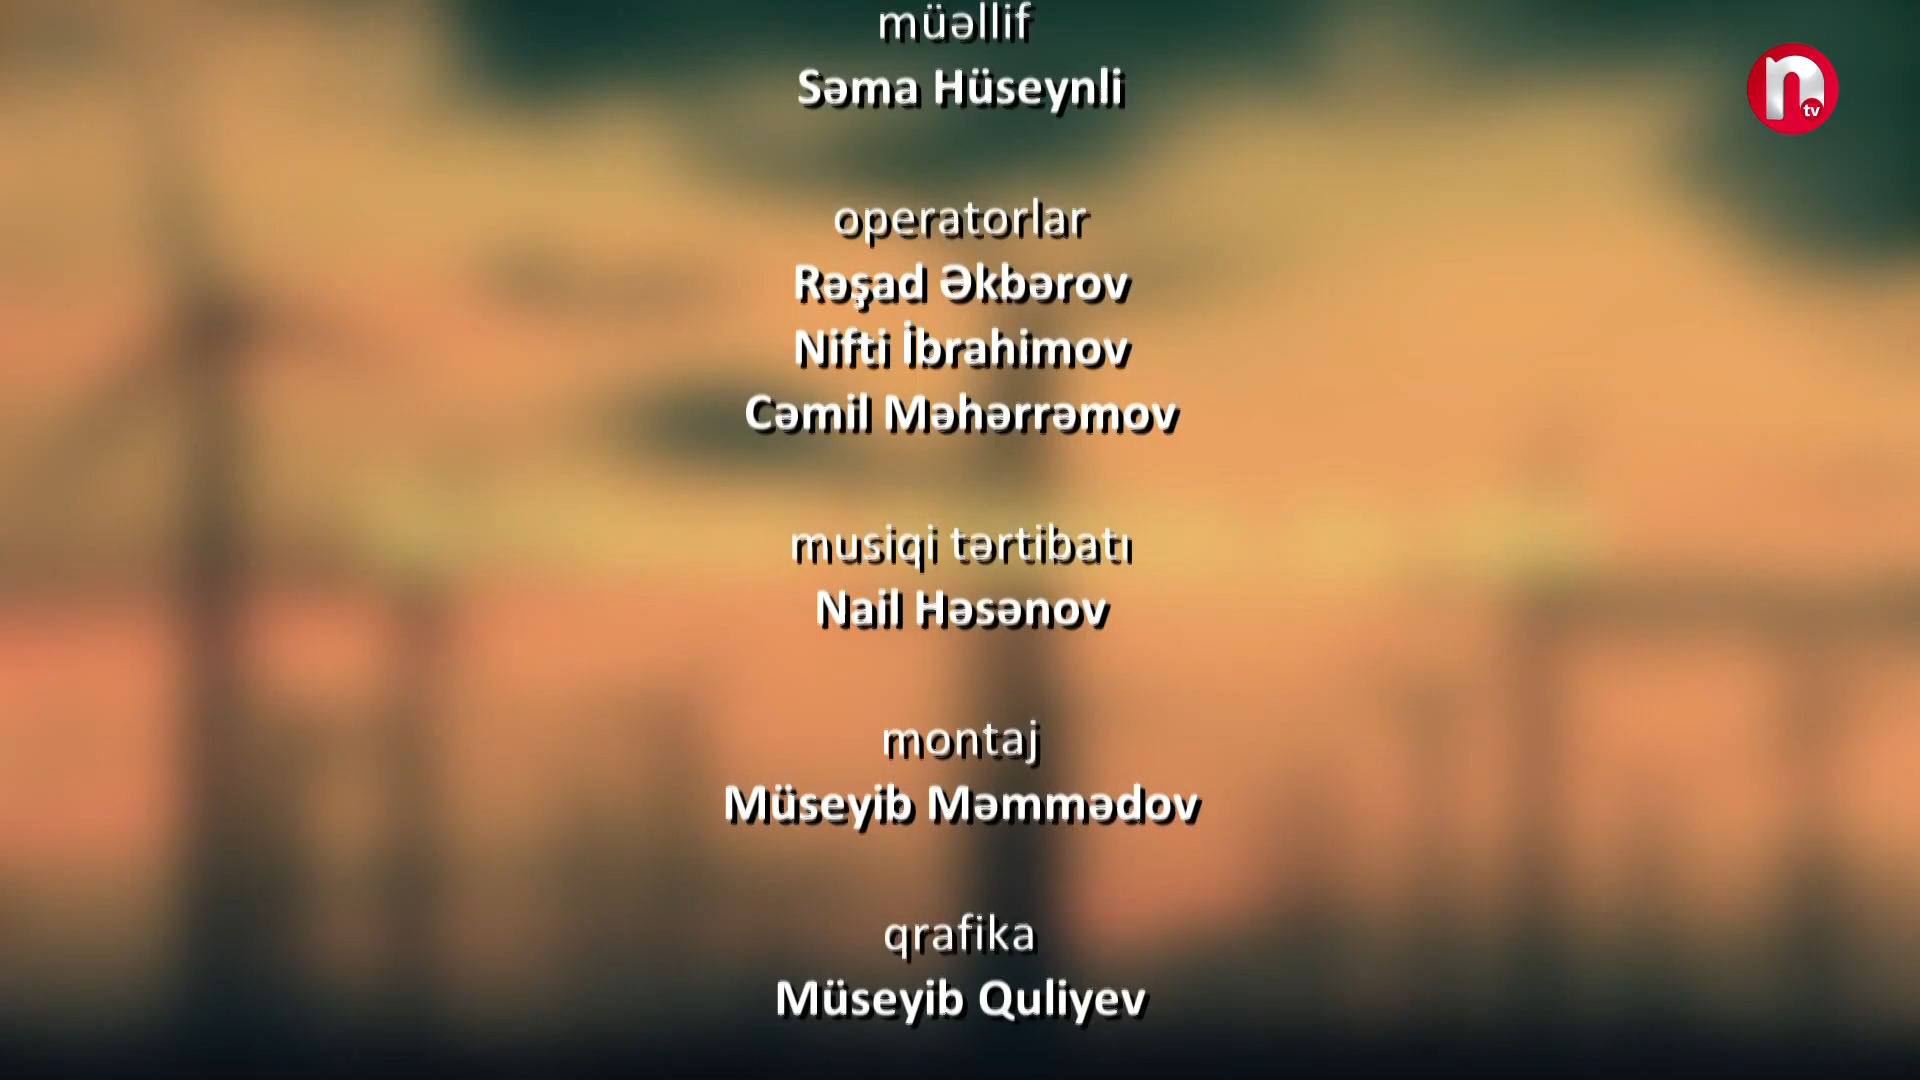 müəllif
Səma Hüseynli
n tv
operatorlar
Rəşad Əkbərov
Nifti İbrahimov
Cəmil Məhərrəmov
musiqi tərtibatı
Nail Həsənov
montaj
Müseyib Məmmədov
qrafika
Müseyib Quliyev